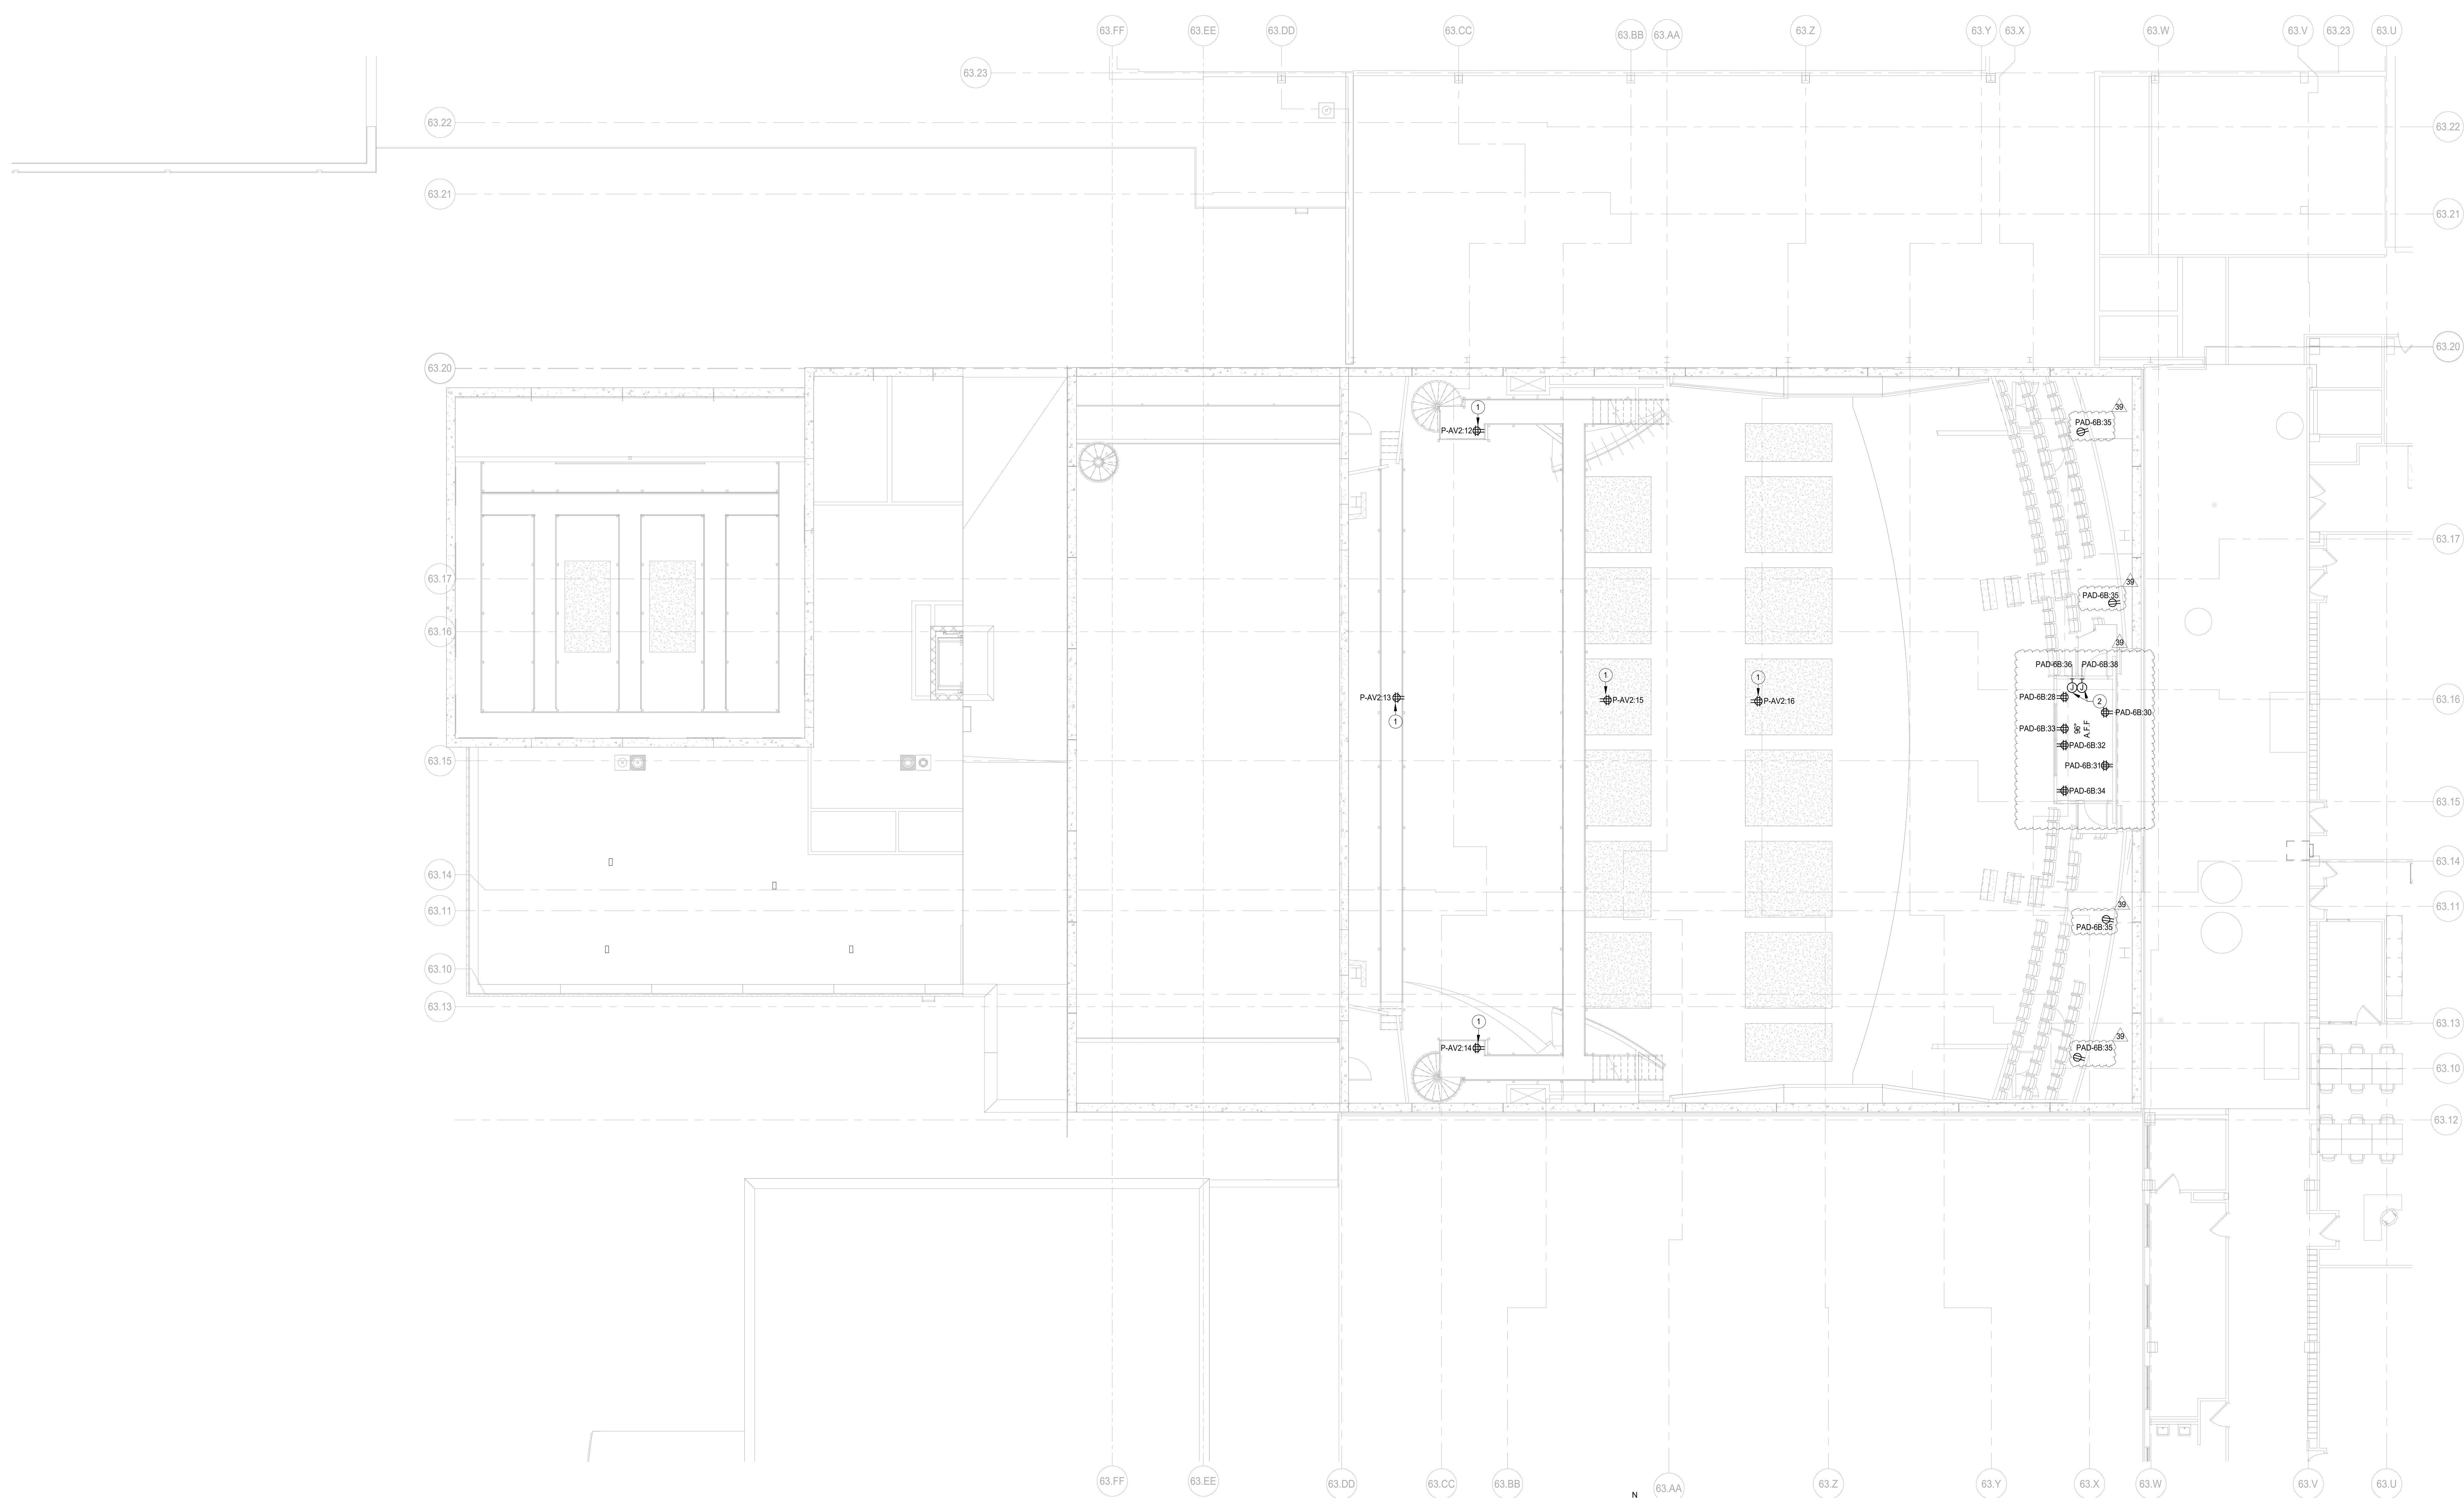 63.FF
63.EE
63.DD
63.CC
63.BB
63.AA
63.Z
63.Y
63.X
63.W
63.V
63.23
63.U
63.23
63.22
63.22
63.21
63.21
63.20
63.20
1
P-AV2:12
39
PAD-6B:35
63.17
63.17
39
PAD-6B:35
63.16
39
PAD-6B:36
PAD-6B:38
J
J
1
1
P-AV2:13
P-AV2:15
P-AV2:16
1
PAD-6B:28
2
63.16
PAD-6B:30
PAD-6B:33
96"
A.F.F
PAD-6B:32
63.15
PAD-6B:31
PAD-6B:34
63.15
63.14
63.14
39
63.11
63.11
PAD-6B:35
63.10
63.13
63.13
1
P-AV2:14
39
PAD-6B:35
63.10
63.12
63.FF
63.EE
63.DD
63.CC
63.BB
63.AA
63.Z
63.Y
63.X
63.W
63.V
63.U
N